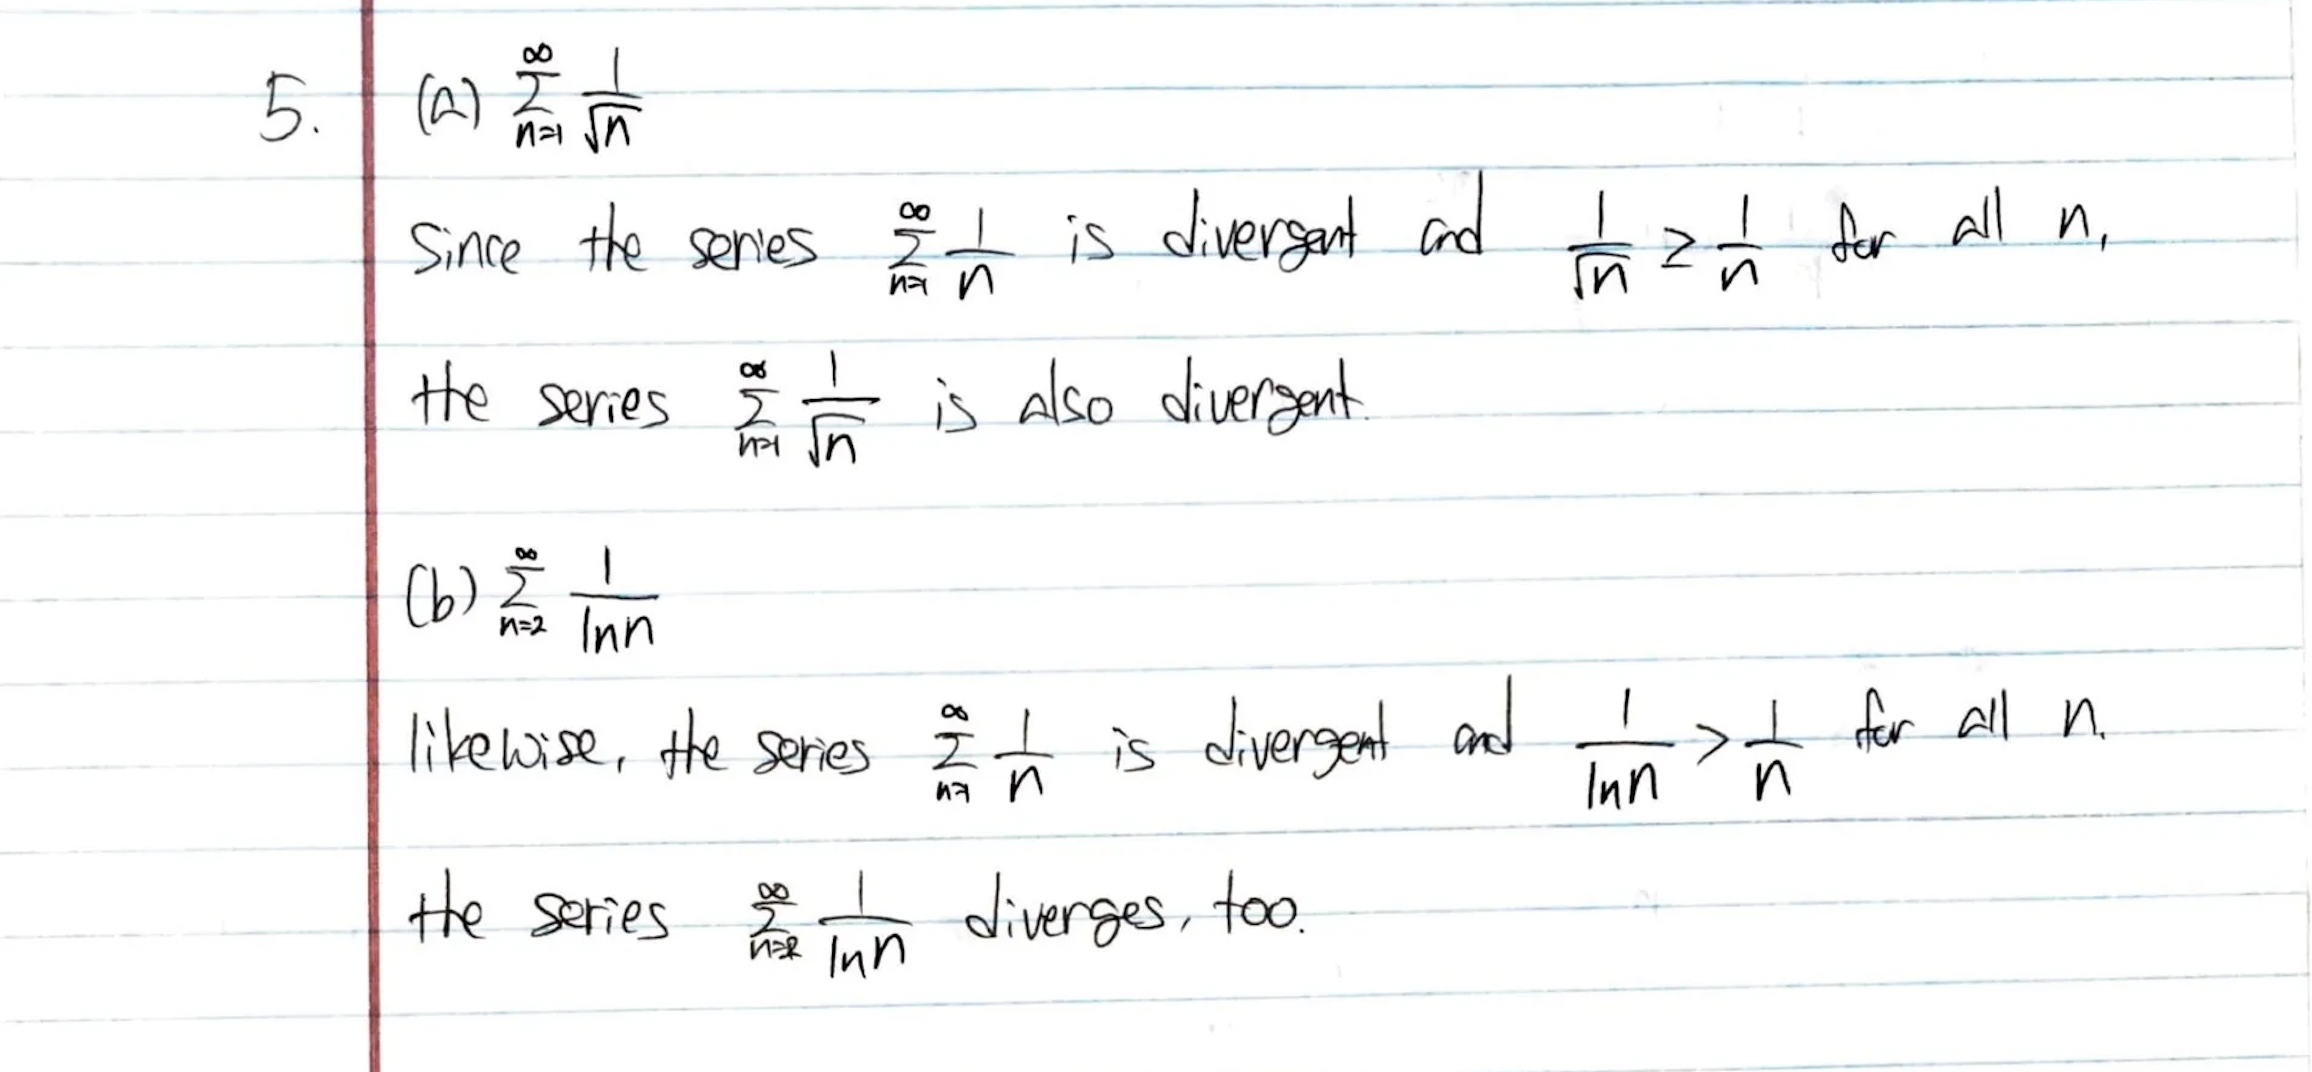 5. (a) $\sum_{n=1}^{\infty} \frac{1}{\sqrt{n}}$
Since the series $\sum_{n=1}^{\infty} \frac{1}{n}$ is divergent and $\frac{1}{\sqrt{n}} \geq \frac{1}{n}$ for all n,
the series $\sum_{n=1}^{\infty} \frac{1}{\sqrt{n}}$ is also divergent.
(b) $\sum_{n=2}^{\infty} \frac{1}{\ln n}$
likewise, the series $\sum_{n=1}^{\infty} \frac{1}{n}$ is divergent and $\frac{1}{\ln n} > \frac{1}{n}$ for all n.
the series $\sum_{n=2}^{\infty} \frac{1}{\ln n}$ diverges, too.